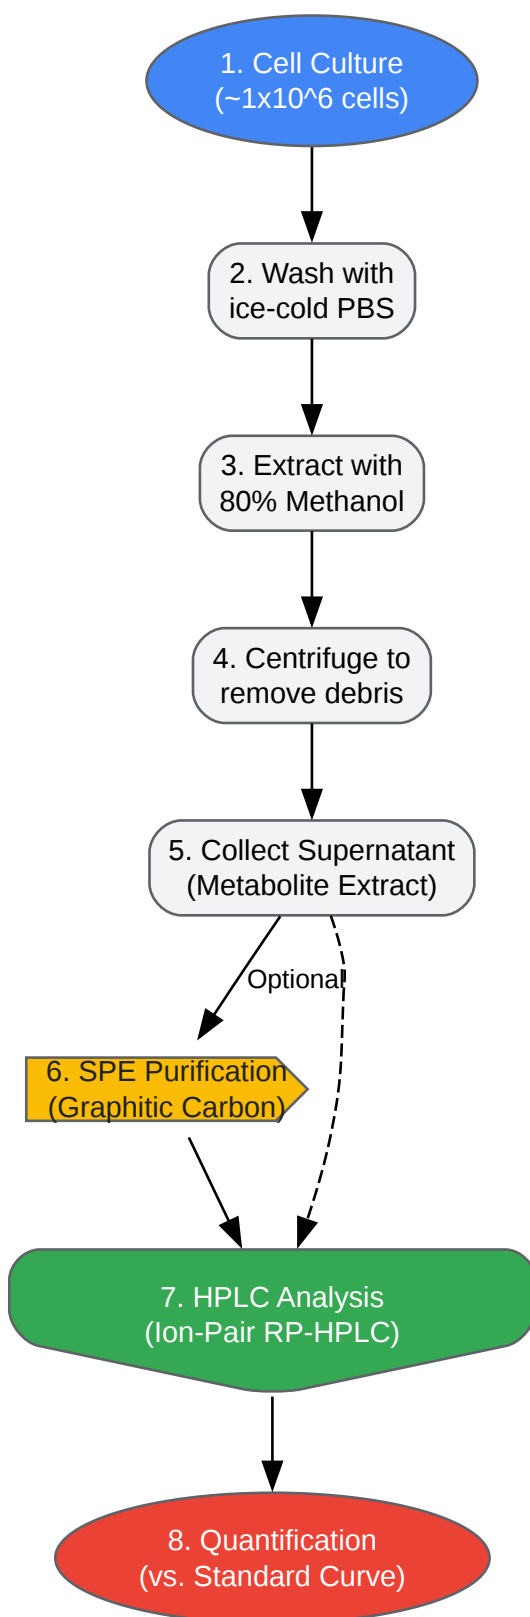 1. Cell Culture
(~1x10^6 cells)
2. Wash with
ice-cold PBS
3. Extract with
80% Methanol
4. Centrifuge to
remove debris
5. Collect Supernatant
(Metabolite Extract)
Optional
6. SPE Purification
(Graphitic Carbon)
7. HPLC Analysis
(Ion-Pair RP-HPLC)
8. Quantification
(vs. Standard Curve)